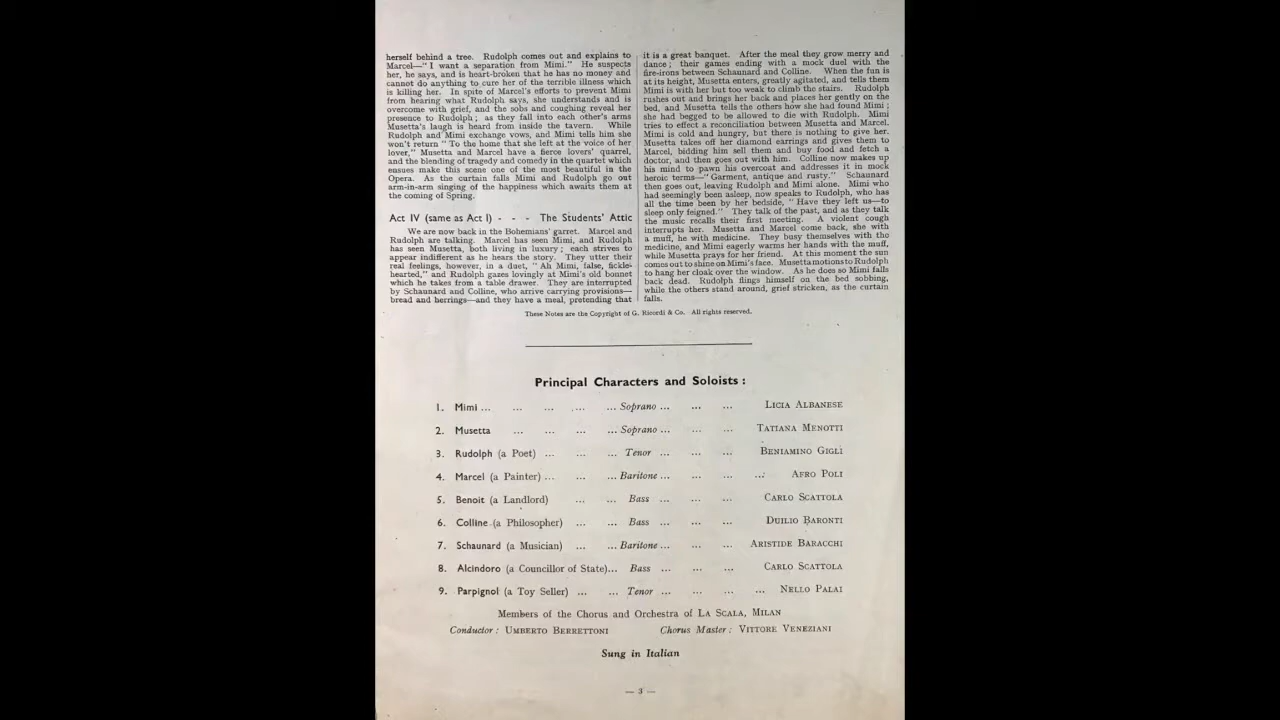 herself behind a tree. Rudolph comes out and explains to
Marcel—“ I want a separation from Mimi.” He suspects
her, he says, and is heart-broken that he has no money and
cannot do anything to cure her of the terrible illness which
is killing her. In spite of Marcel's efforts to prevent Mimi
from hearing what Rudolph says, she understands and is
overcome with grief, and the sobs and coughing reveal her
presence to Rudolph ; as they fall into each other's arms
Musetta's laugh is heard from inside the tavern. While
Rudolph and Mimi exchange vows, and Mimi tells him she
won't return “ To the home that she left at the voice of her
lover,” Musetta and Marcel have a fierce lovers' quarrel,
and the blending of tragedy and comedy in the quartet which
ensues make this scene one of the most beautiful in the
Opera. As the curtain falls Mimi and Rudolph go out
arm-in-arm singing of the happiness which awaits them at
the coming of Spring.
Act IV (same as Act I) - - - The Students' Attic
We are now back in the Bohemians' garret. Marcel and
Rudolph are talking. Marcel has seen Mimi, and Rudolph
has seen Musetta, both living in luxury ; each strives to
appear indifferent as he hears the story. They utter their
real feelings, however, in a duet, “ Ah Mimi, false, fickle-
hearted,” and Rudolph gazes lovingly at Mimi's old bonnet
which he takes from a table drawer. They are interrupted
by Schaunard and Colline, who arrive carrying provisions—
bread and herrings—and they have a meal, pretending that
it is a great banquet. After the meal they grow merry and
dance ; their games ending with a mock duel with the
fire-irons between Schaunard and Colline. When the fun is
at its height, Musetta enters, greatly agitated, and tells them
Mimi is with her but too weak to climb the stairs. Rudolph
rushes out and brings her back and places her gently on the
bed, and Musetta tells the others how she had found Mimi ;
she had begged to be allowed to die with Rudolph. Mimi
tries to effect a reconciliation between Musetta and Marcel.
Mimi is cold and hungry, but there is nothing to give her.
Musetta takes off her diamond earrings and gives them to
Marcel, bidding him sell them and buy food and fetch a
doctor, and then goes out with him. Colline now makes up
his mind to pawn his overcoat and addresses it in mock
heroic terms—“ Garment, antique and rusty.” Schaunard
then goes out, leaving Rudolph and Mimi alone. Mimi who
had seemingly been asleep, now speaks to Rudolph, who has
all the time been by her bedside, “ Have they left us—to
sleep only feigned.” They talk of the past, and as they talk
the music recalls their first meeting. A violent cough
interrupts her. Musetta and Marcel come back, she with
a muff, he with medicine. They busy themselves with the
medicine, and Mimi eagerly warms her hands with the muff,
while Musetta prays for her friend. At this moment the sun
comes out to shine on Mimi's face. Musetta motions to Rudolph
to hang her cloak over the window. As he does so Mimi falls
back dead. Rudolph flings himself on the bed sobbing,
while the others stand around, grief stricken, as the curtain
falls.
These Notes are the Copyright of G. Ricordi & Co. All rights reserved.
Principal Characters and Soloists :
1. Mimi ... ... ... ... ... Soprano ... ... ... LICIA ALBANESE
2. Musetta ... ... ... ... Soprano ... ... ... TATIANA MENOTTI
3. Rudolph (a Poet) ... ... ... Tenor ... ... ... BENIAMINO GIGLI
4. Marcel (a Painter) ... ... ... Baritone ... ... ... AFRO POLI
5. Benoit (a Landlord) ... ... Bass ... ... ... CARLO SCATTOLA
6. Colline (a Philosopher) ... ... Bass ... ... ... DUILIO BARONTI
7. Schaunard (a Musician) ... ... Baritone ... ... ... ARISTIDE BARACCHI
8. Alcindoro (a Councillor of State)... Bass ... ... ... CARLO SCATTOLA
9. Parpignol (a Toy Seller) ... ... Tenor ... ... ... ... NELLO PALAI
Members of the Chorus and Orchestra of LA SCALA, MILAN
Conductor : UMBERTO BERRETTONI Chorus Master : VITTORE VENEZIANI
Sung in Italian
— 3 —